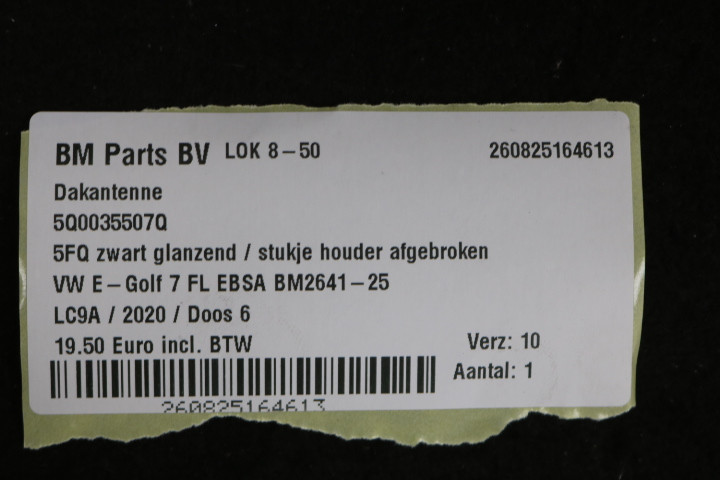 BM Parts BV LOK 8-50 260825164613
Dakantenne
5Q0035507Q
5FQ zwart glanzend / stukje houder afgebroken
VW E-Golf 7 FL EBSA BM2641-25
LC9A / 2020 / Doos 6
19.50 Euro incl. BTW Verz: 10
Aantal: 1
260825164613